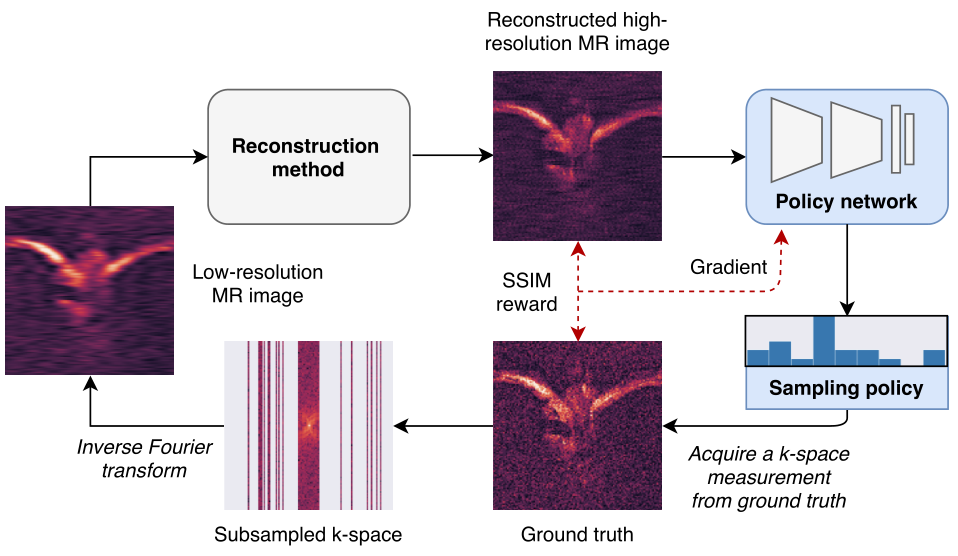 Reconstructed high-
resolution MR image
Reconstruction
method
Policy network
Low-resolution
MR image
SSIM
reward
Gradient
Sampling policy
Inverse Fourier
transform
Acquire a k-space
measurement
from ground truth
Subsampled k-space
Ground truth